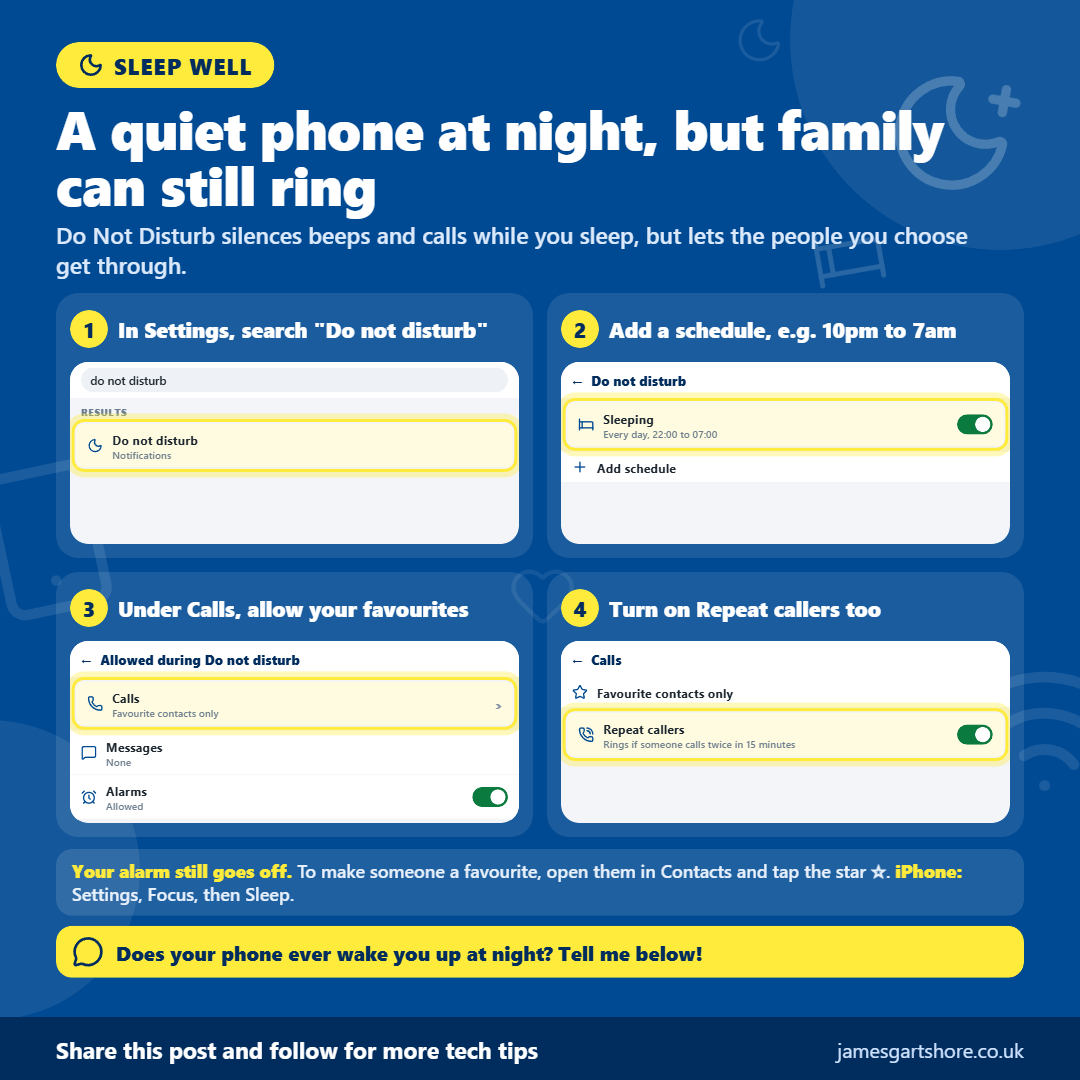 SLEEP WELL
A quiet phone at night, but family
can still ring
Do Not Disturb silences beeps and calls while you sleep, but lets the people you choose
get through.
1 In Settings, search "Do not disturb"
do not disturb
RESULTS
Do not disturb
Notifications
2 Add a schedule, e.g. 10pm to 7am
← Do not disturb
Sleeping
Every day, 22:00 to 07:00
+ Add schedule
3 Under Calls, allow your favourites
← Allowed during Do not disturb
Calls
Favourite contacts only
›
Messages
None
Alarms
Allowed
4 Turn on Repeat callers too
← Calls
Favourite contacts only
Repeat callers
Rings if someone calls twice in 15 minutes
Your alarm still goes off. To make someone a favourite, open them in Contacts and tap the star ☆. iPhone:
Settings, Focus, then Sleep.
Does your phone ever wake you up at night? Tell me below!
Share this post and follow for more tech tips
jamesgartshore.co.uk